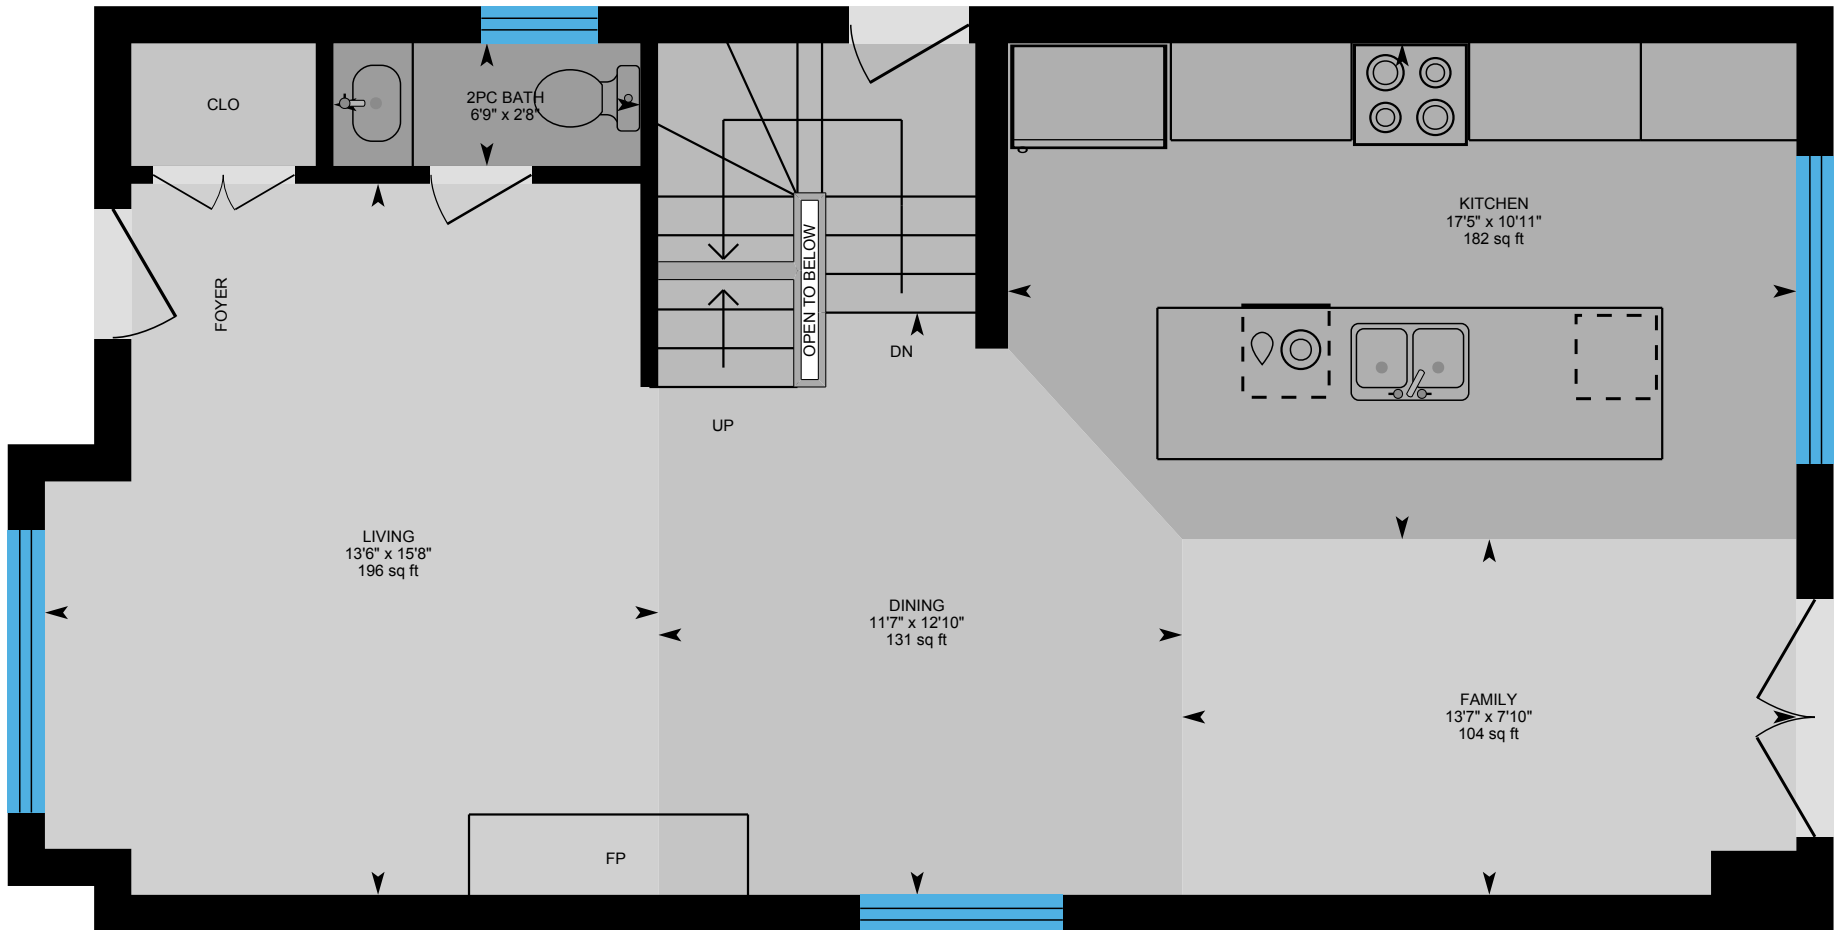 CLO
2PC BATH
6'9" x 2'8"
FOYER
OPEN TO BELOW
DN
UP
KITCHEN
17'5" x 10'11"
182 sq ft
LIVING
13'6" x 15'8"
196 sq ft
DINING
11'7" x 12'10"
131 sq ft
FAMILY
13'7" x 7'10"
104 sq ft
FP